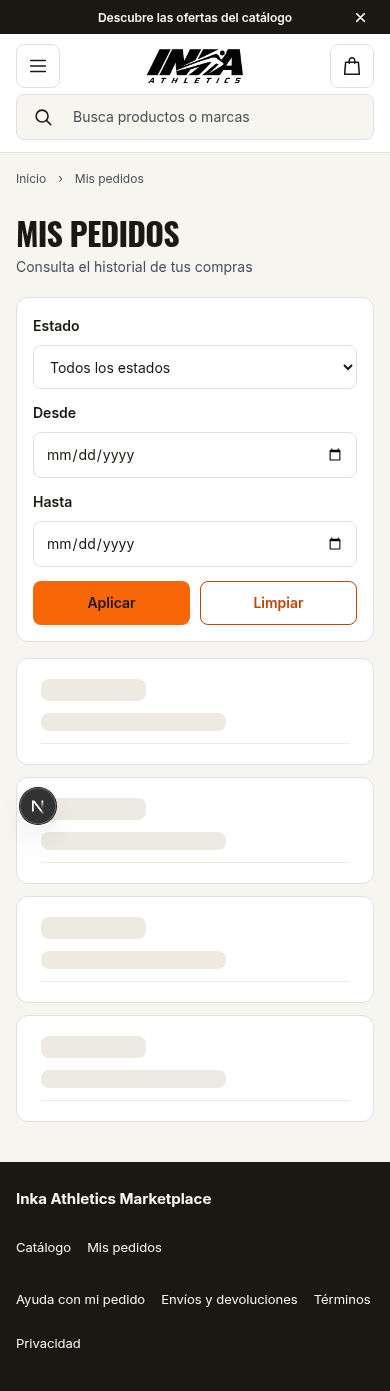 Descubre las ofertas del catálogo
INKA
ATHLETICS
Busca productos o marcas
Inicio › Mis pedidos
MIS PEDIDOS
Consulta el historial de tus compras
Estado
Todos los estados
Desde
mm/dd/yyyy
Hasta
mm/dd/yyyy
Aplicar Limpiar
N
Inka Athletics Marketplace
Catálogo Mis pedidos
Ayuda con mi pedido Envíos y devoluciones Términos
Privacidad